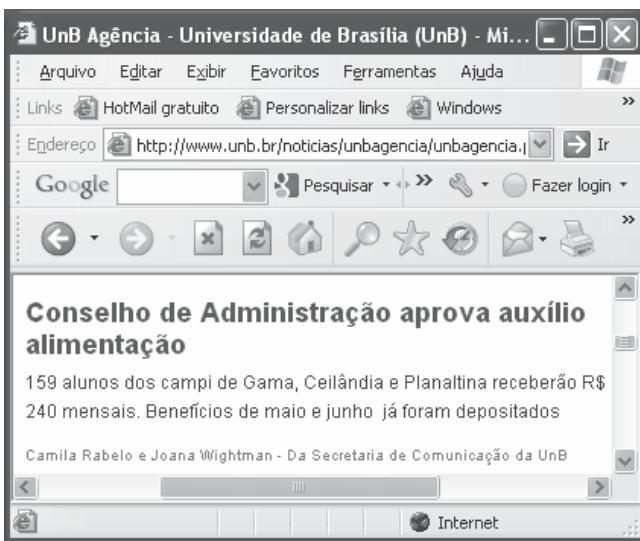 UnB Agência - Universidade de Brasília (UnB) - Mi...
Arquivo Editar Exibir Favoritos Ferramentas Ajuda
Links HotMail gratuito Personalizar links Windows »
Endereço http://www.unb.br/noticias/unbagencia/unbagencia.p Ir
Google Pesquisar » Fazer login
»
Conselho de Administração aprova auxílio
alimentação
159 alunos dos campi de Gama, Ceilândia e Planaltina receberão R$
240 mensais. Benefícios de maio e junho já foram depositados
Camila Rabelo e Joana Wightman - Da Secretaria de Comunicação da UnB
Internet